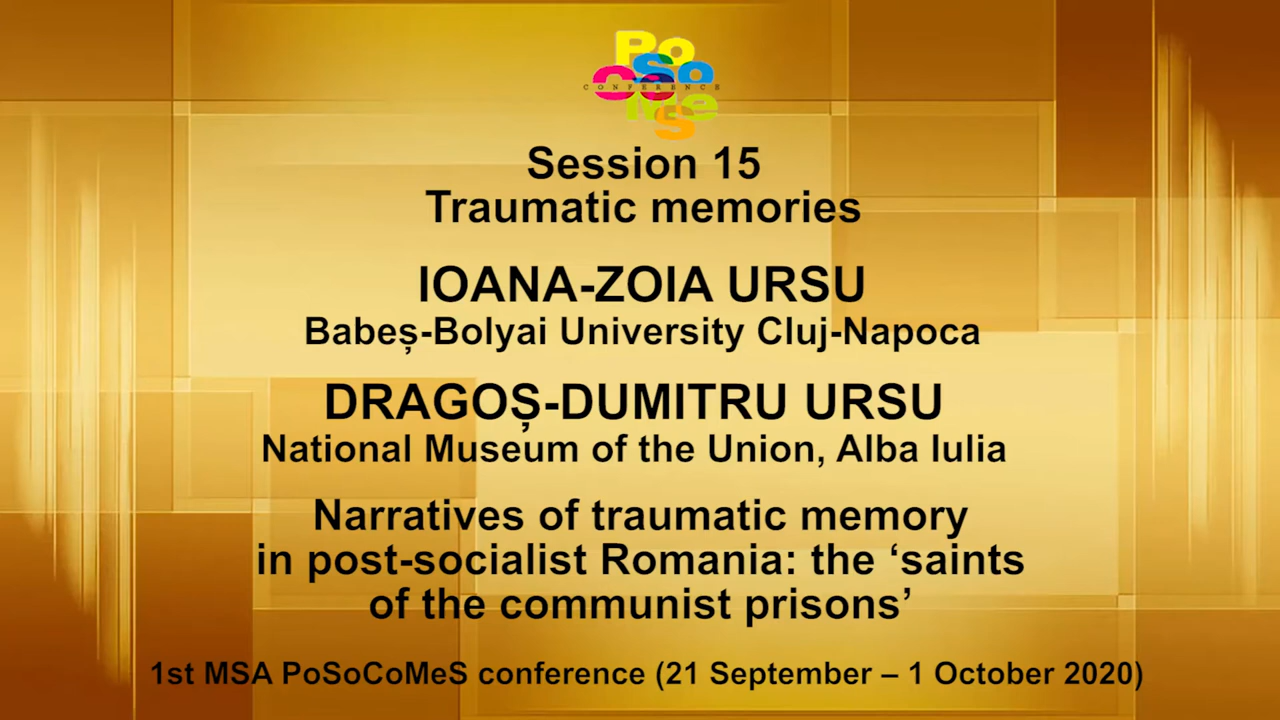 PoSoCoMeS
CONFERENCE
Session 15
Traumatic memories
IOANA-ZOIA URSU
Babeș-Bolyai University Cluj-Napoca
DRAGOȘ-DUMITRU URSU
National Museum of the Union, Alba Iulia
Narratives of traumatic memory
in post-socialist Romania: the ‘saints
of the communist prisons’
1st MSA PoSoCoMeS conference (21 September – 1 October 2020)